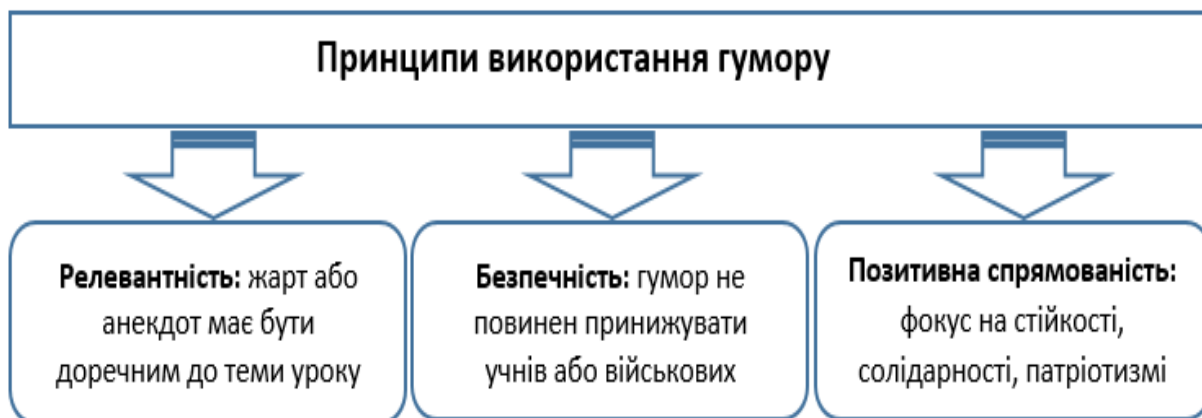 Принципи використання гумору
Релевантність: жарт або
анекдот має бути
доречним до теми уроку
Безпечність: гумор не
повинен принижувати
учнів або військових
Позитивна спрямованість:
фокус на стійкості,
солідарності, патріотизмі